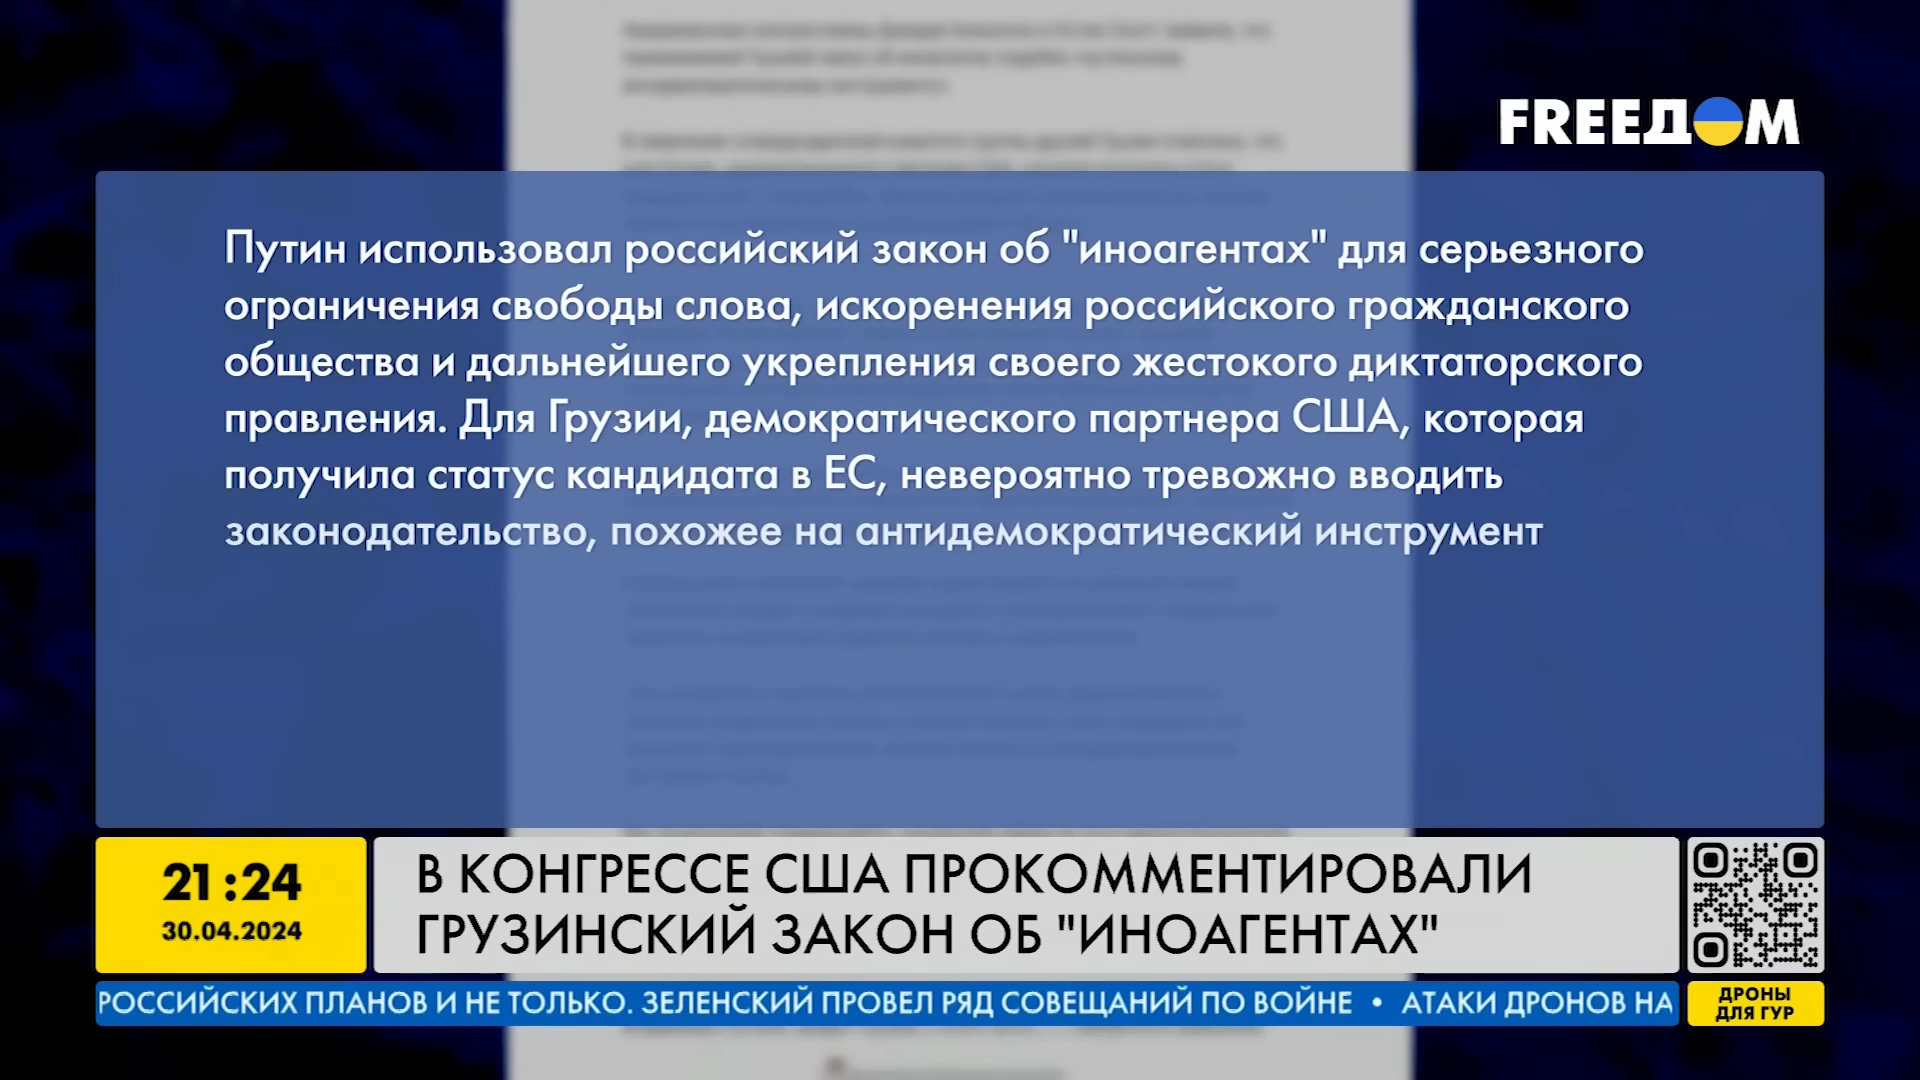 FREEДОМ
Путин использовал российский закон об "иноагентах" для серьезного
ограничения свободы слова, искоренения российского гражданского
общества и дальнейшего укрепления своего жестокого диктаторского
правления. Для Грузии, демократического партнера США, которая
получила статус кандидата в ЕС, невероятно тревожно вводить
законодательство, похожее на антидемократический инструмент
21:24
30.04.2024
В КОНГРЕССЕ США ПРОКОММЕНТИРОВАЛИ
ГРУЗИНСКИЙ ЗАКОН ОБ "ИНОАГЕНТАХ"
РОССИЙСКИХ ПЛАНОВ И НЕ ТОЛЬКО. ЗЕЛЕНСКИЙ ПРОВЕЛ РЯД СОВЕЩАНИЙ ПО ВОЙНЕ • АТАКИ ДРОНОВ НА
ДРОНЫ
ДЛЯ ГУР